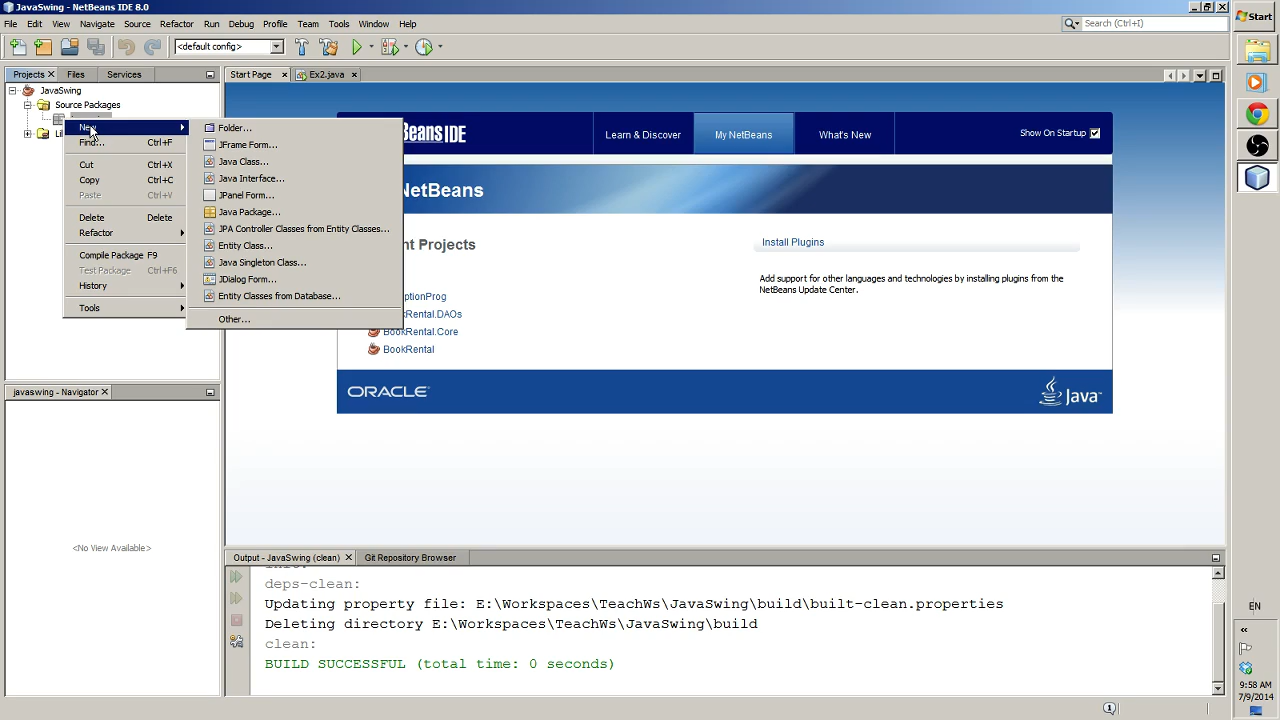 JavaSwing - NetBeans IDE 8.0
File Edit View Navigate Source Refactor Run Debug Profile Team Tools Window Help
Search (Ctrl+I)
<default config>
Projects Files Services
Start Page Ex2.java
JavaSwing
Source Packages
New
Find... Ctrl+F
Cut Ctrl+X
Copy Ctrl+C
Paste Ctrl+V
Delete Delete
Refactor
Compile Package F9
Test Package Ctrl+F6
History
Tools
Folder...
JFrame Form...
Java Class...
Java Interface...
JPanel Form...
Java Package...
JPA Controller Classes from Entity Classes...
Entity Class...
Java Singleton Class...
JDialog Form...
Entity Classes from Database...
Other...
Beans IDE
Learn & Discover
My NetBeans
What's New
Show On Startup
NetBeans
nt Projects
ptionProg
Rental.DAOs
BookRental.Core
BookRental
Install Plugins
Add support for other languages and technologies by installing plugins from the
NetBeans Update Center.
ORACLE
Java
javaswing - Navigator
<No View Available>
Output - JavaSwing (clean) Git Repository Browser
deps-clean:
Updating property file: E:\Workspaces\TeachWs\JavaSwing\build\built-clean.properties
Deleting directory E:\Workspaces\TeachWs\JavaSwing\build
clean:
BUILD SUCCESSFUL (total time: 0 seconds)
Start
EN
9:58 AM
7/9/2014